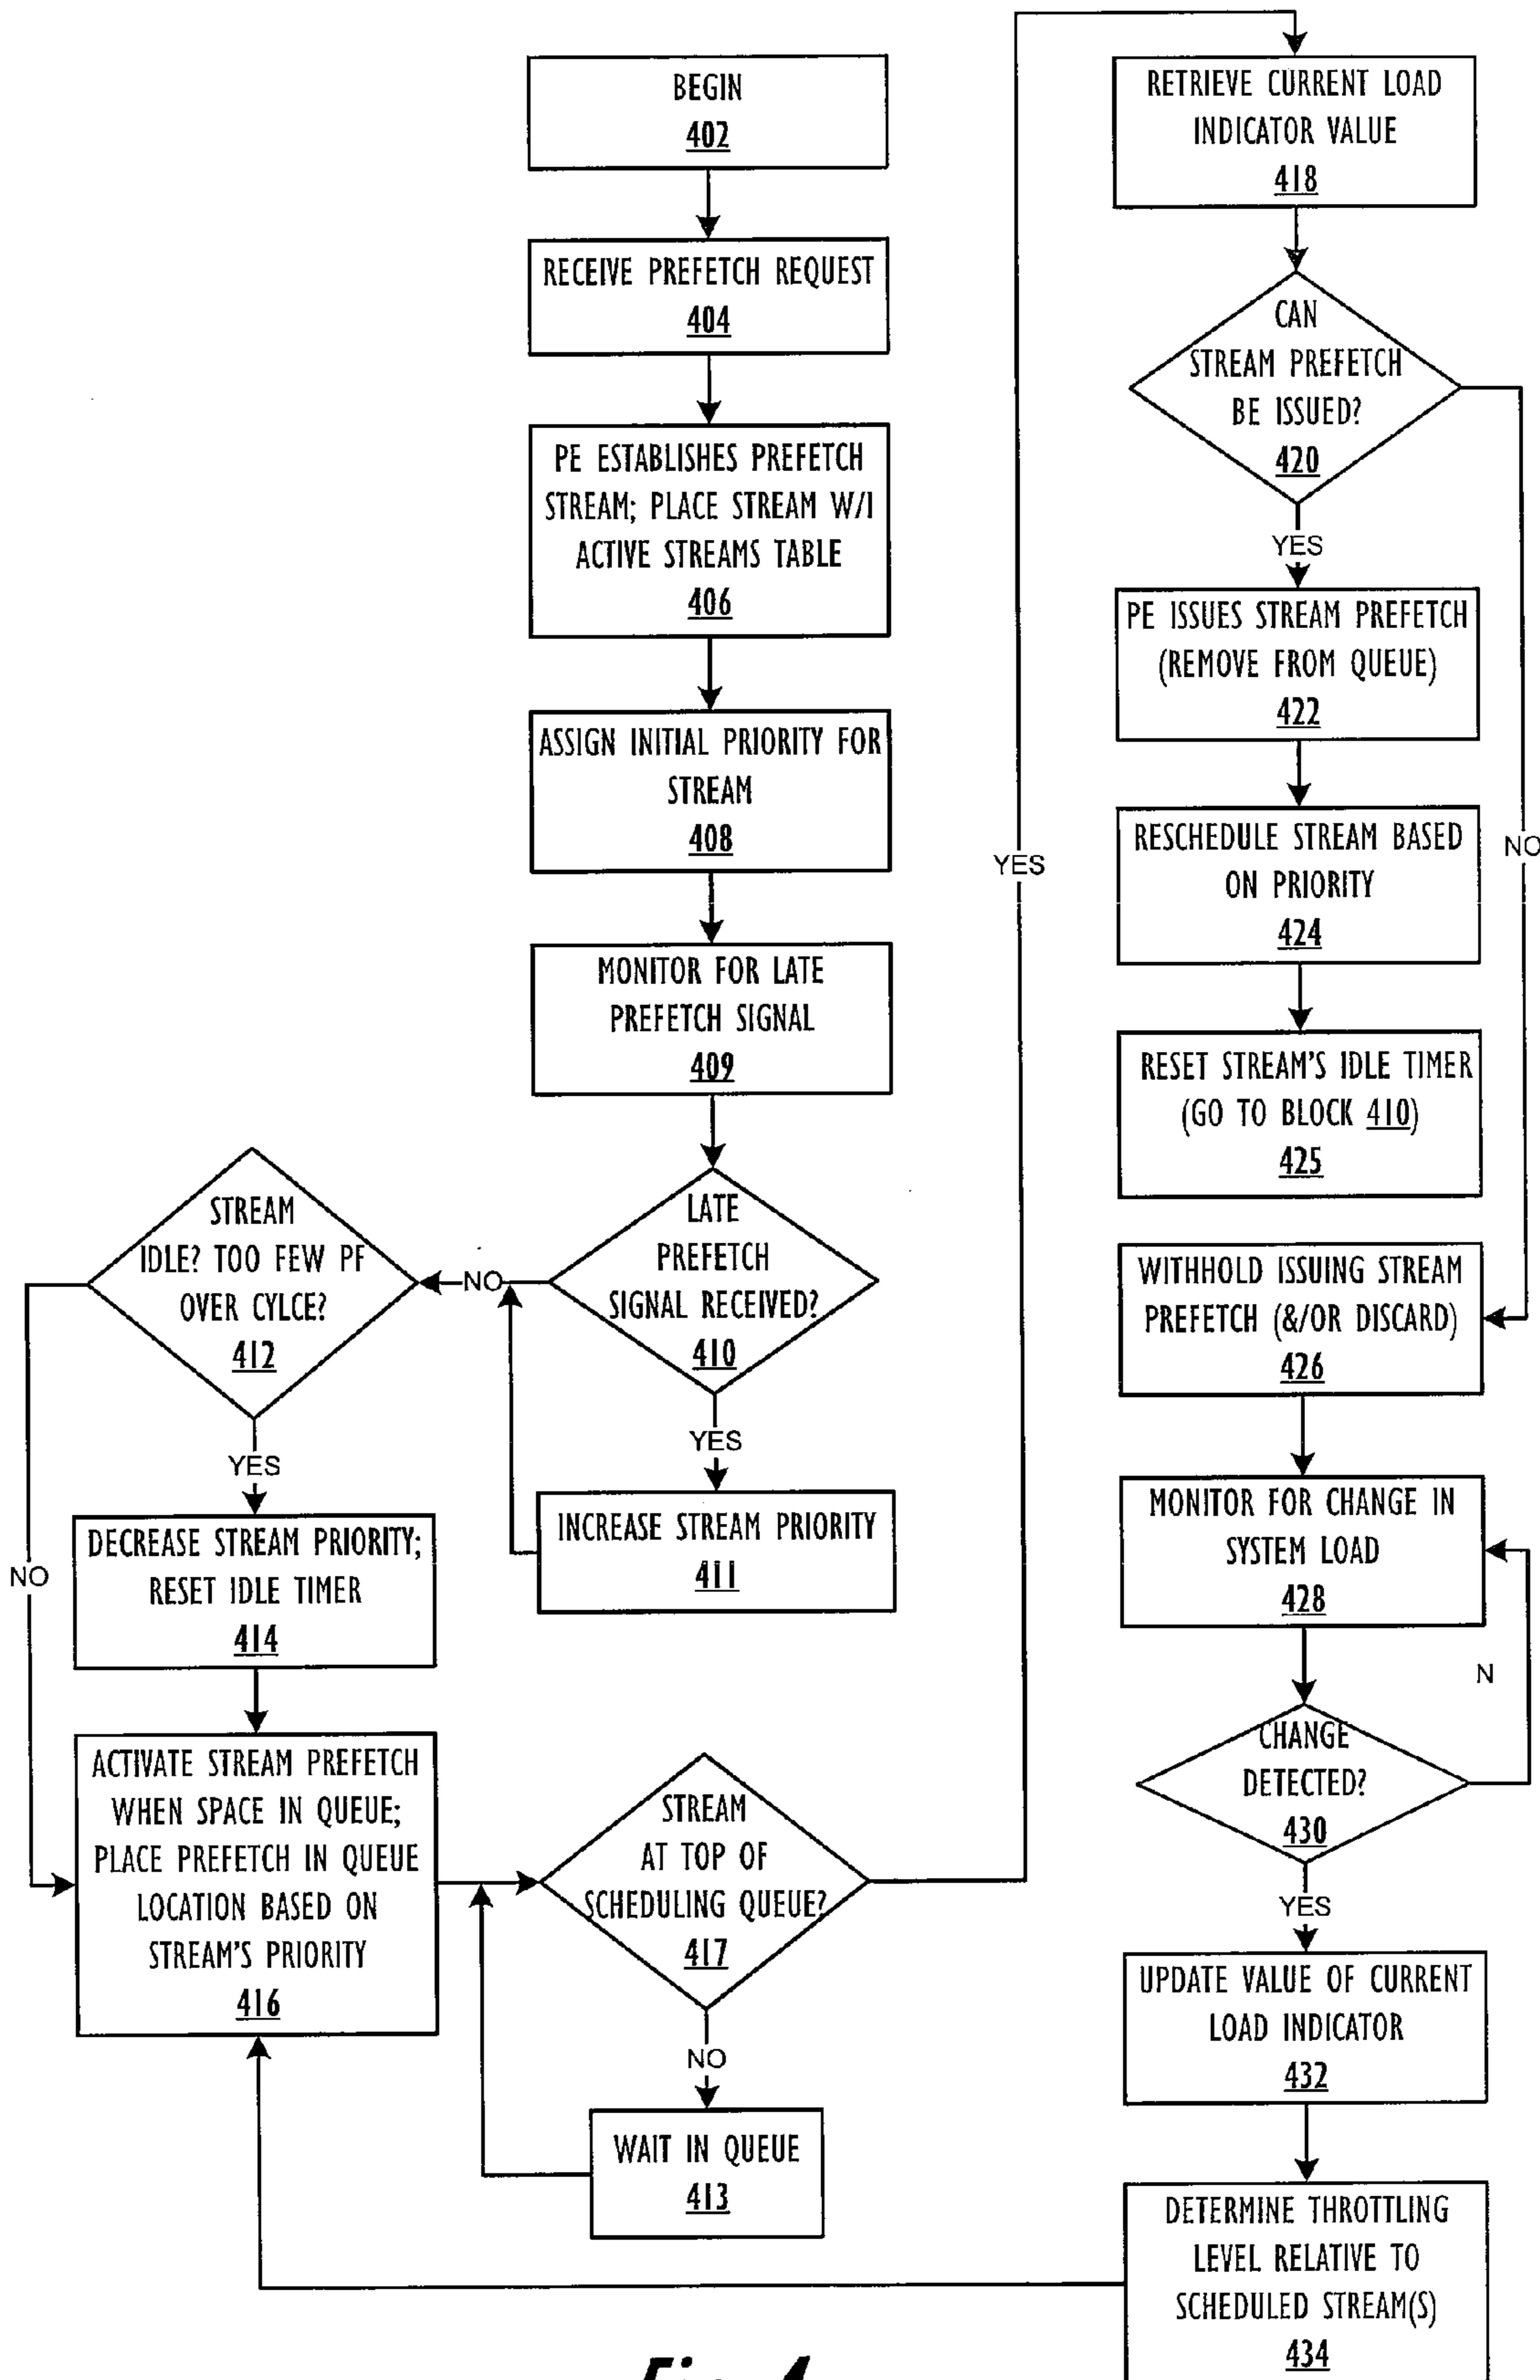 BEGIN
402
RECEIVE PREFETCH REQUEST
404
PE ESTABLISHES PREFETCH
STREAM; PLACE STREAM W/I
ACTIVE STREAMS TABLE
406
ASSIGN INITIAL PRIORITY FOR
STREAM
408
MONITOR FOR LATE
PREFETCH SIGNAL
409
LATE
PREFETCH
SIGNAL RECEIVED?
410
NO
YES
INCREASE STREAM PRIORITY
411
STREAM
IDLE? TOO FEW PF
OVER CYLCE?
412
YES
NO
DECREASE STREAM PRIORITY;
RESET IDLE TIMER
414
ACTIVATE STREAM PREFETCH
WHEN SPACE IN QUEUE;
PLACE PREFETCH IN QUEUE
LOCATION BASED ON
STREAM'S PRIORITY
416
STREAM
AT TOP OF
SCHEDULING QUEUE?
417
NO
WAIT IN QUEUE
413
YES
RETRIEVE CURRENT LOAD
INDICATOR VALUE
418
CAN
STREAM PREFETCH
BE ISSUED?
420
YES
NO
PE ISSUES STREAM PREFETCH
(REMOVE FROM QUEUE)
422
RESCHEDULE STREAM BASED
ON PRIORITY
424
RESET STREAM'S IDLE TIMER
(GO TO BLOCK 410)
425
WITHHOLD ISSUING STREAM
PREFETCH (&/OR DISCARD)
426
MONITOR FOR CHANGE IN
SYSTEM LOAD
428
N
CHANGE
DETECTED?
430
YES
UPDATE VALUE OF CURRENT
LOAD INDICATOR
432
DETERMINE THROTTLING
LEVEL RELATIVE TO
SCHEDULED STREAM(S)
434